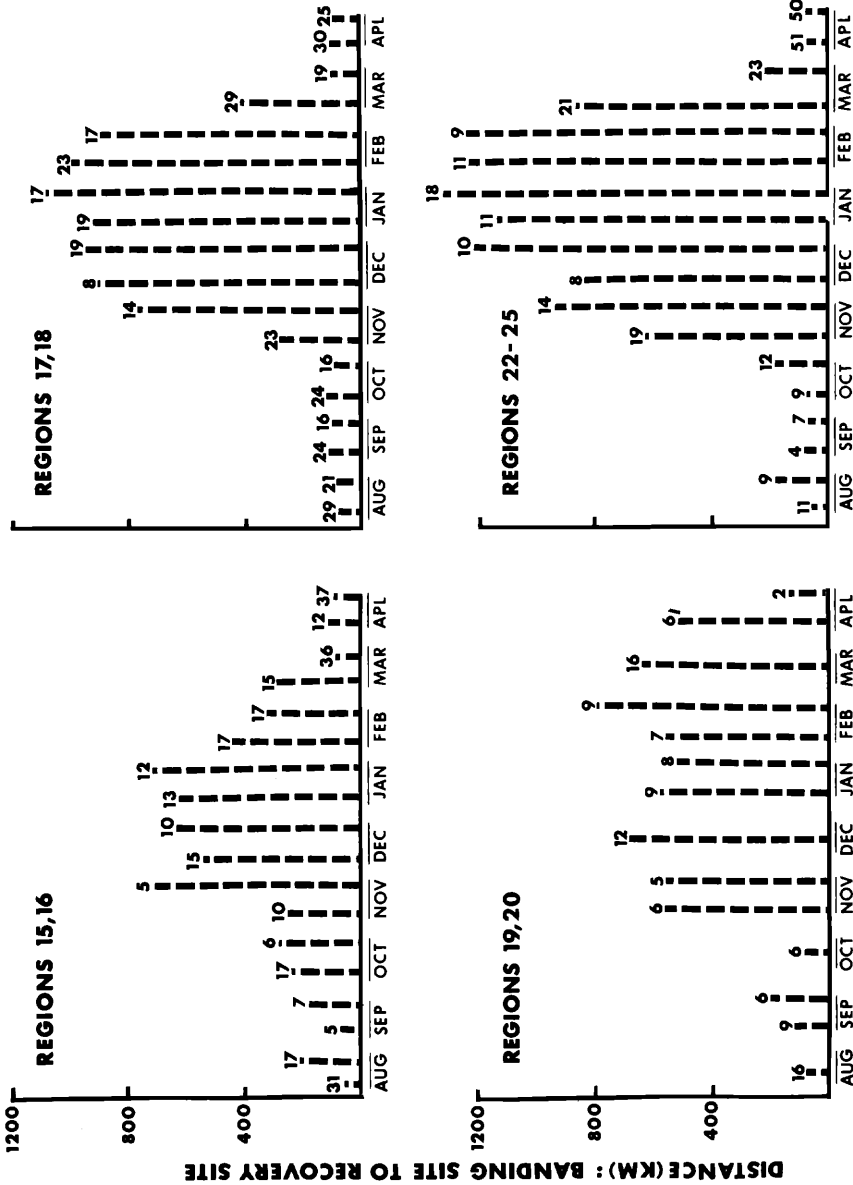 DISTANCE (KM): BANDING SITE TO RECOVERY SITE
REGIONS 15,16
1200
800
400
31 17 5 7 17 6 10 5 15 10 13 12 17 17 15 36 12 37
AUG SEP OCT NOV DEC JAN FEB MAR APL
REGIONS 17,18
1200
800
400
29 21 24 16 24 16 23 14 8 19 19 17 23 17 29 19 30 25
AUG SEP OCT NOV DEC JAN FEB MAR APL
REGIONS 19,20
1200
800
400
16 9 6 6 6 5 12 9 8 7 9 16 6 2
AUG SEP OCT NOV DEC JAN FEB MAR APL
REGIONS 22-25
1200
800
400
11 9 4 7 9 12 19 14 8 10 11 18 11 9 21 23 51 50
AUG SEP OCT NOV DEC JAN FEB MAR APL